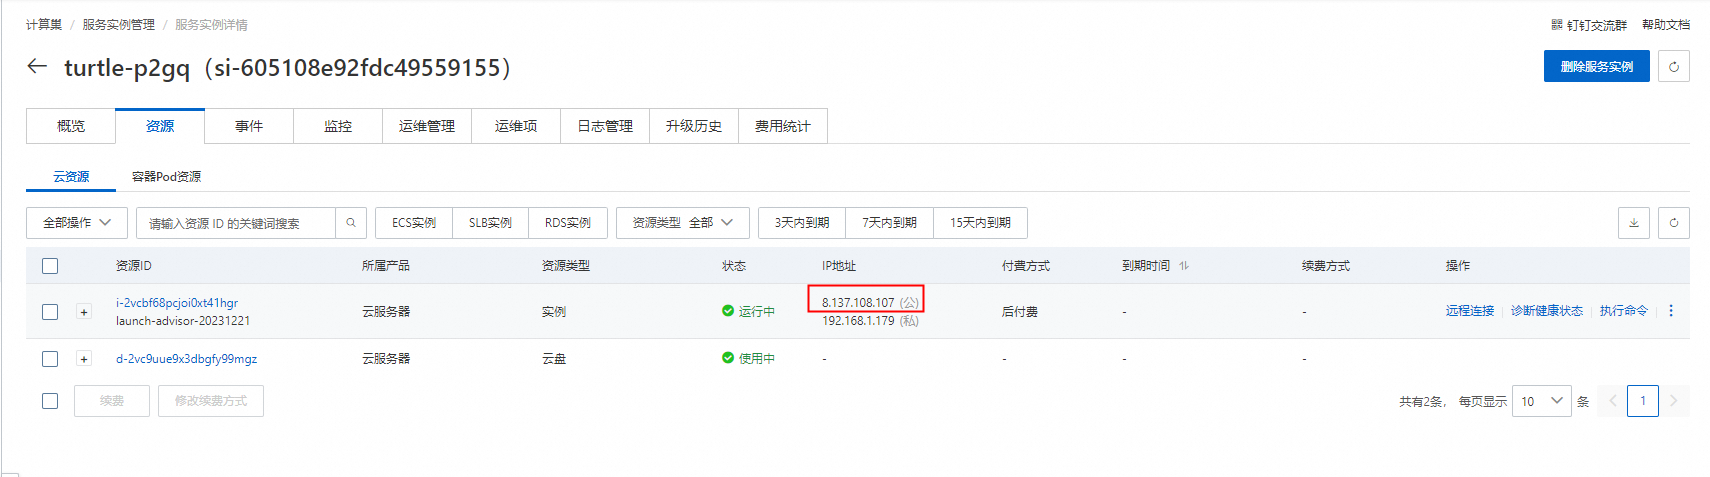 计算巢 / 服务实例管理 / 服务实例详情
钉钉交流群 帮助文档
← turtle-p2gq（si-605108e92fdc49559155）
删除服务实例
概览 资源 事件 监控 运维管理 运维项 日志管理 升级历史 费用统计
云资源 容器Pod资源
全部操作 请输入资源 ID 的关键词搜索 ECS实例 SLB实例 RDS实例 资源类型 全部 3天内到期 7天内到期 15天内到期
资源ID 所属产品 资源类型 状态 IP地址 付费方式 到期时间 续费方式 操作
i-2vcbf68pcjoi0xt41hgr 8.137.108.107 (公)
+ 云服务器 实例 运行中 后付费 - - 远程连接 诊断健康状态 执行命令
launch-advisor-20231221 192.168.1.179 (私)
+ d-2vc9uue9x3dbgfy99mgz 云服务器 云盘 使用中 - - - -
续费 修改续费方式 共有2条， 每页显示 10 条 < 1 >